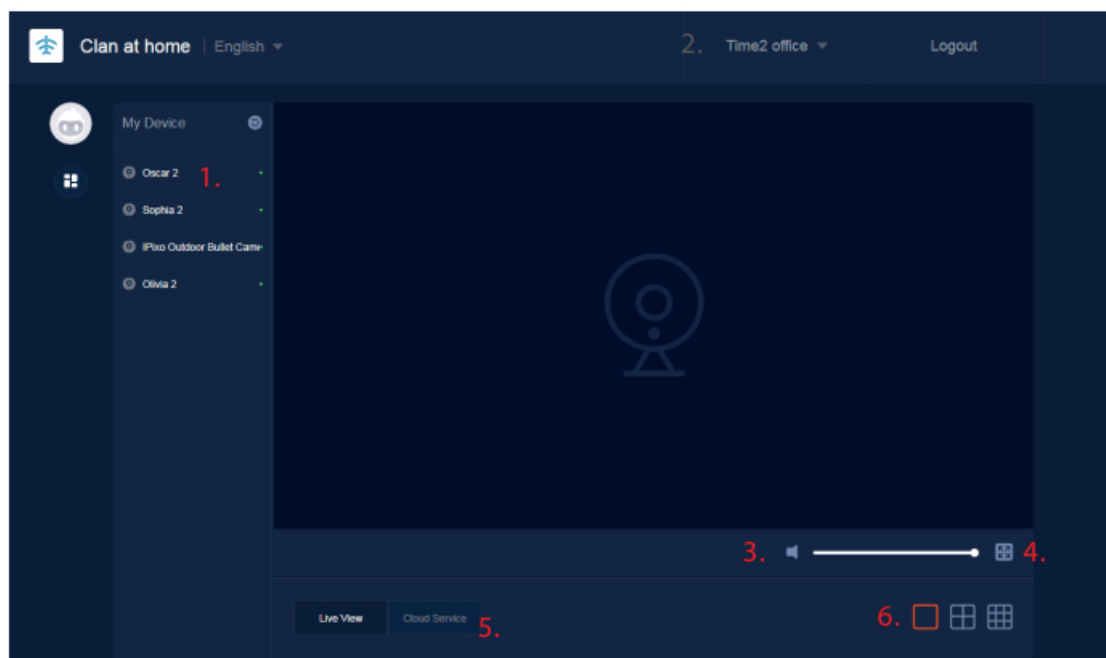 Clan at home English 2. Time2 office Logout
My Device
Oscar 2 1.
Sophia 2
IPixo Outdoor Bullet Came
Olivia 2
3. 4.
Live View Cloud Service 5. 6.